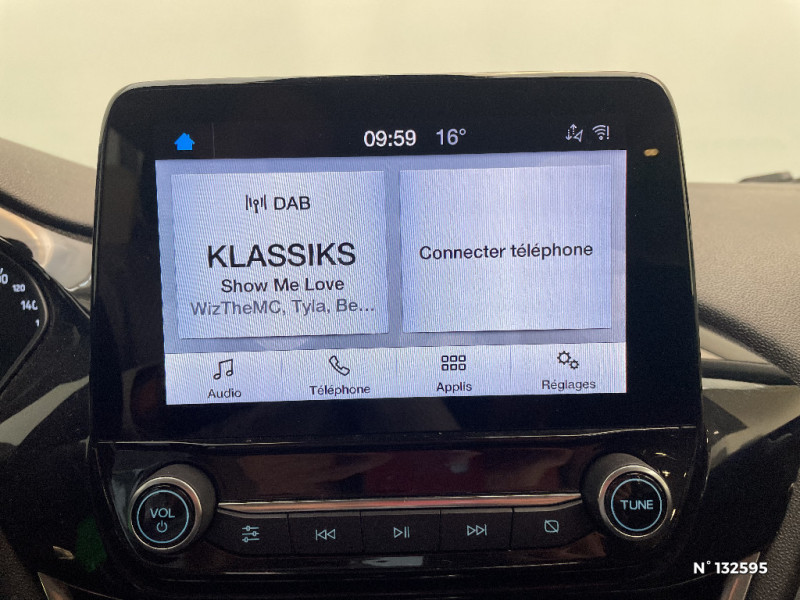 09:59 16°
DAB
KLASSIKS
Show Me Love
WizTheMC, Tyla, Be...
Connecter téléphone
Audio
Téléphone
Applis
Réglages
120
140
VOL
TUNE
N° 132595